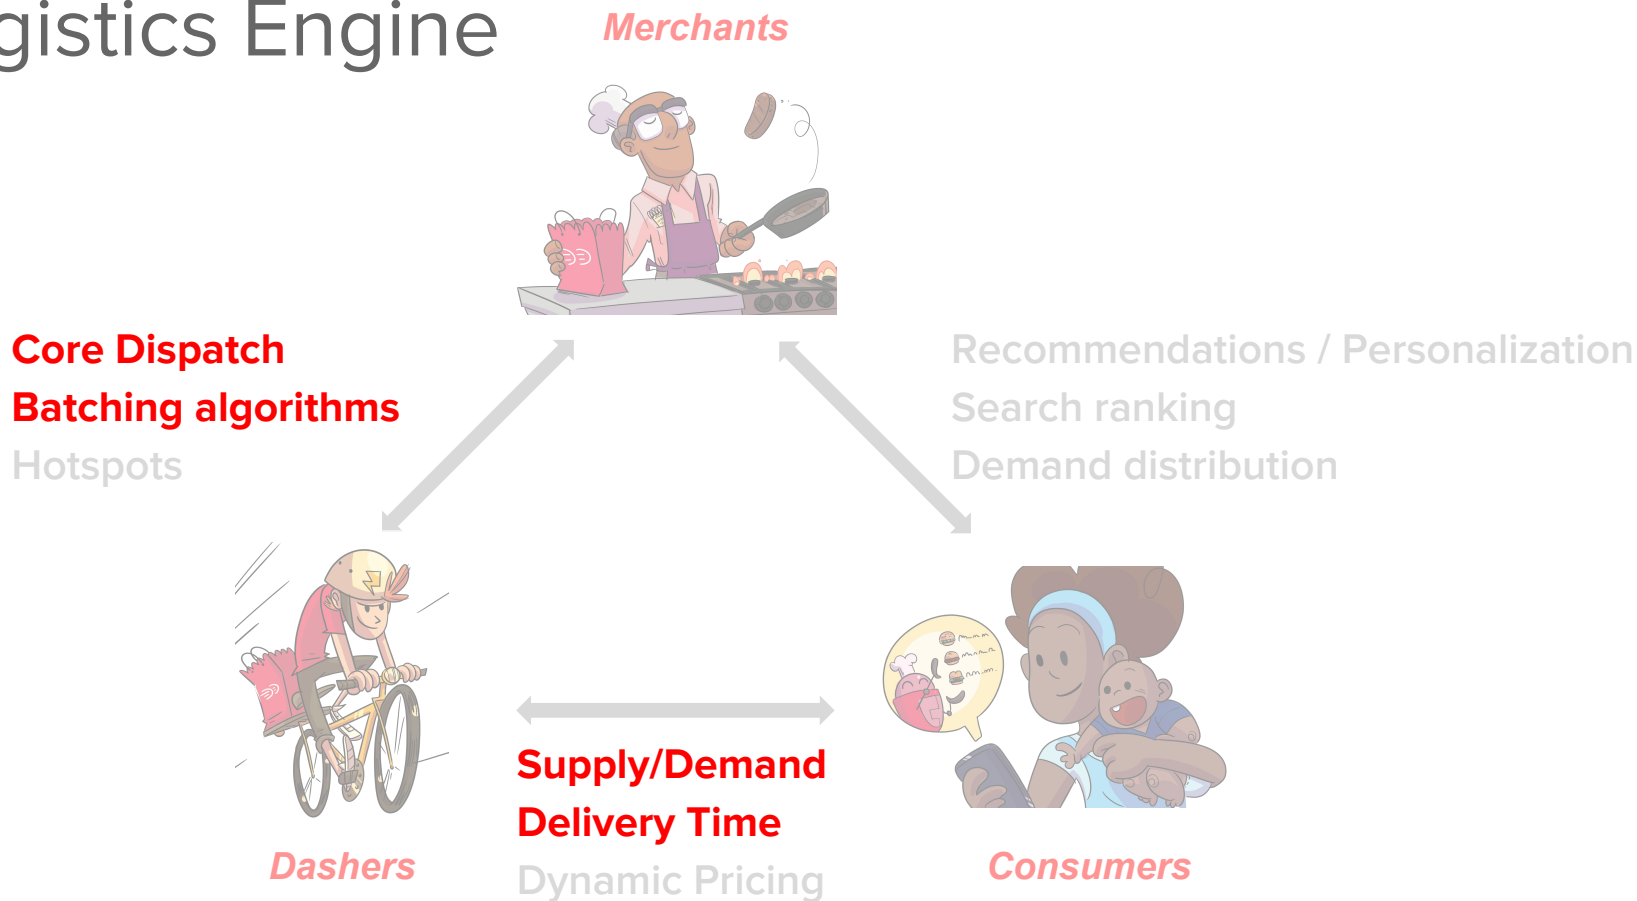 gistics Engine
Merchants
Core Dispatch
Batching algorithms
Hotspots
Recommendations / Personalization
Search ranking
Demand distribution
Supply/Demand
Delivery Time
Dynamic Pricing
Dashers
Consumers